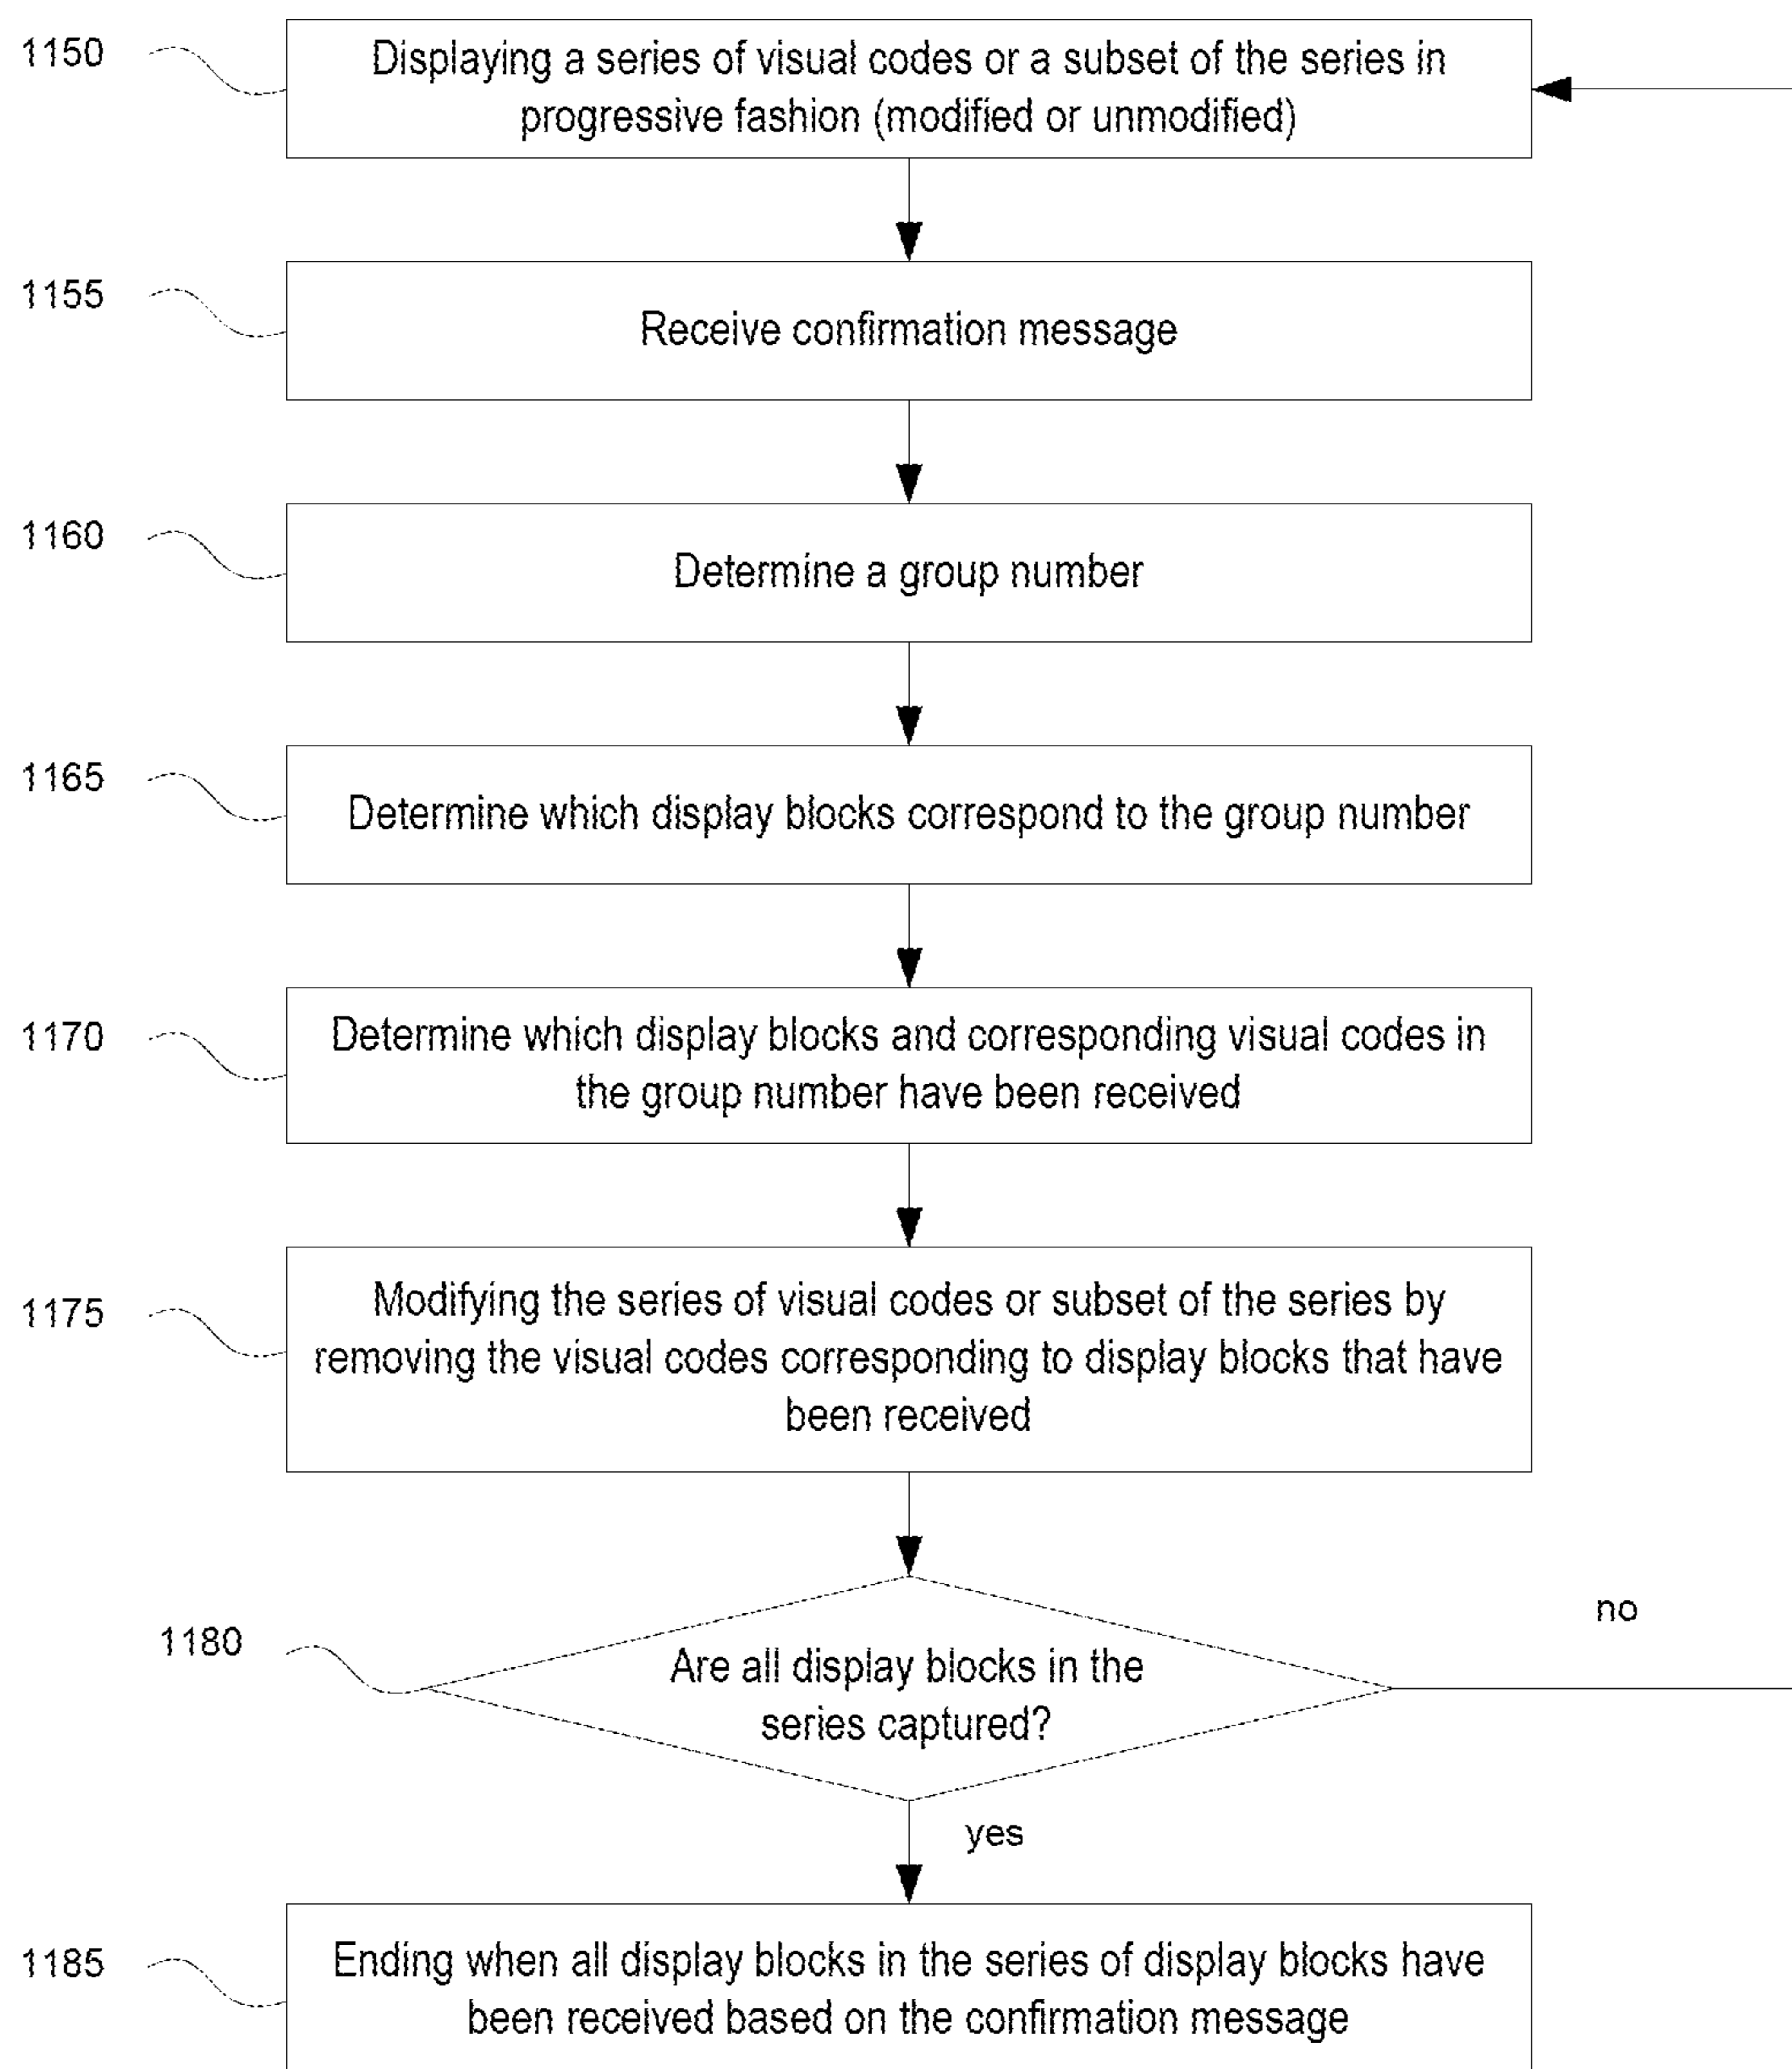 1150
Displaying a series of visual codes or a subset of the series in
progressive fashion (modified or unmodified)
1155
Receive confirmation message
1160
Determine a group number
1165
Determine which display blocks correspond to the group number
1170
Determine which display blocks and corresponding visual codes in
the group number have been received
1175
Modifying the series of visual codes or subset of the series by
removing the visual codes corresponding to display blocks that have
been received
1180
Are all display blocks in the
series captured?
no
yes
1185
Ending when all display blocks in the series of display blocks have
been received based on the confirmation message